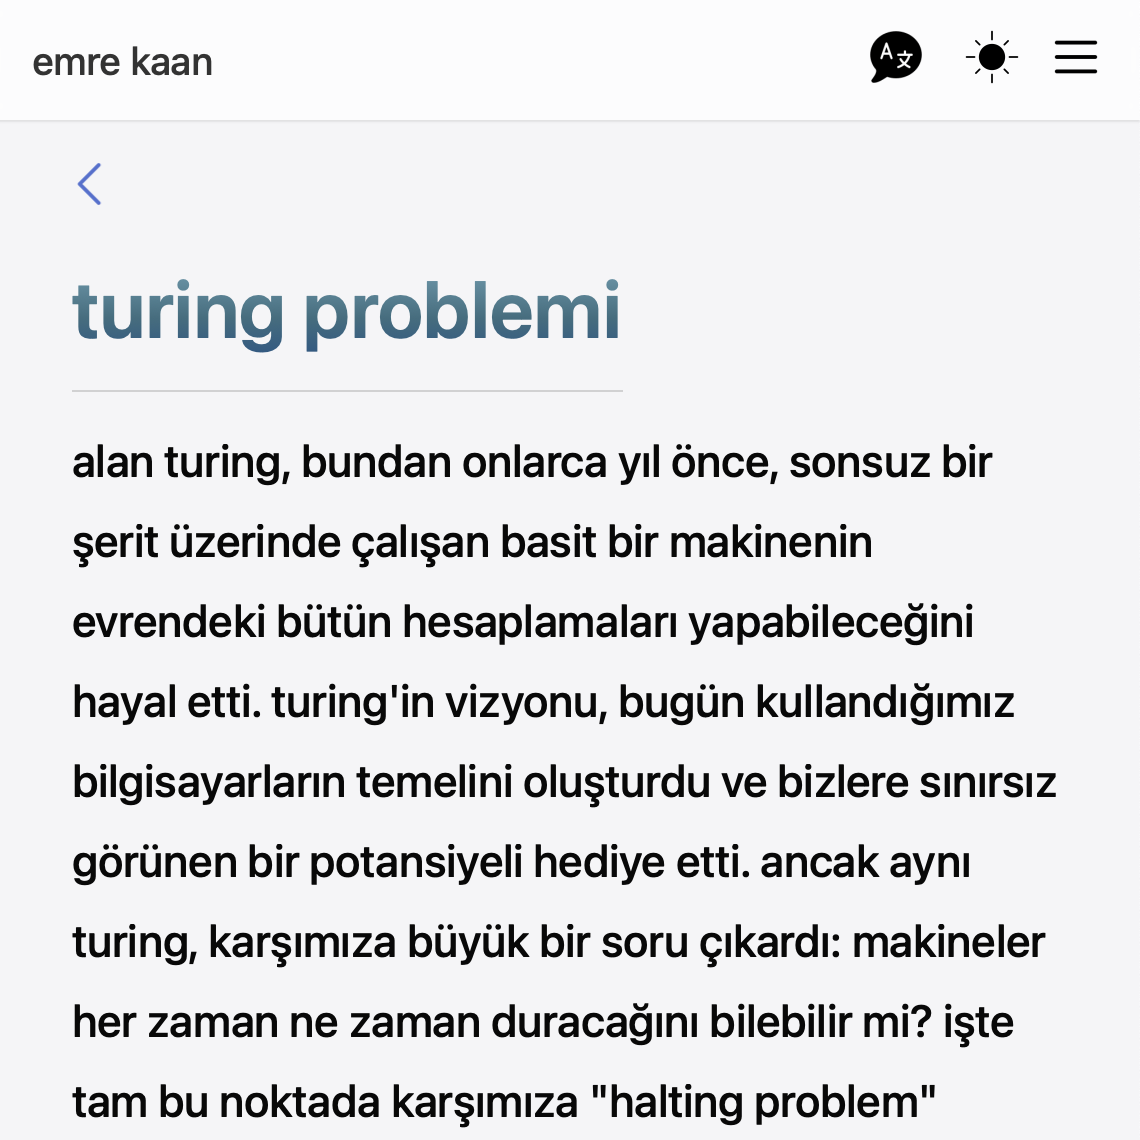 emre kaan
A 文
turing problemi
alan turing, bundan onlarca yıl önce, sonsuz bir
şerit üzerinde çalışan basit bir makinenin
evrendeki bütün hesaplamaları yapabileceğini
hayal etti. turing'in vizyonu, bugün kullandığımız
bilgisayarların temelini oluşturdu ve bizlere sınırsız
görünen bir potansiyeli hediye etti. ancak aynı
turing, karşımıza büyük bir soru çıkardı: makineler
her zaman ne zaman duracağını bilebilir mi? işte
tam bu noktada karşımıza "halting problem"